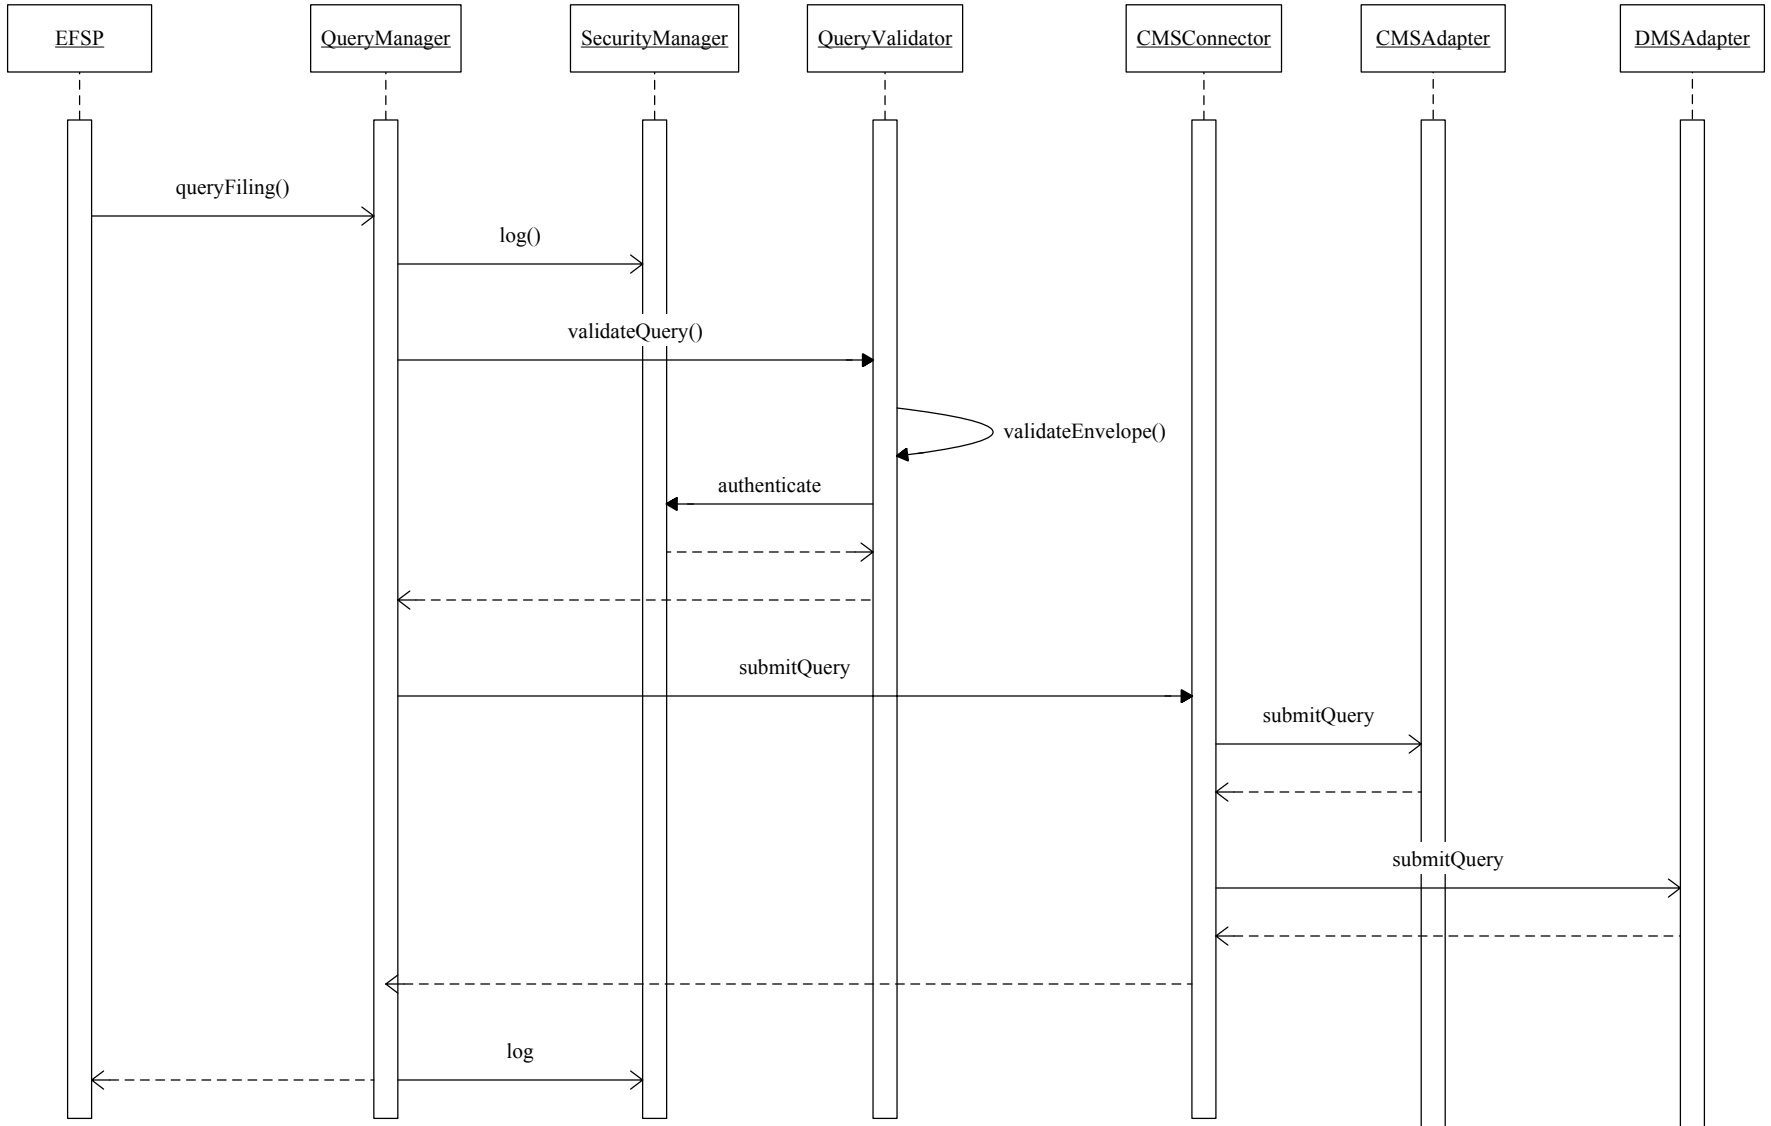 EFSP
QueryManager
SecurityManager
QueryValidator
CMSConnector
CMSAdapter
DMSAdapter
queryFiling()
log()
validateQuery()
validateEnvelope()
authenticate
submitQuery
submitQuery
submitQuery
log